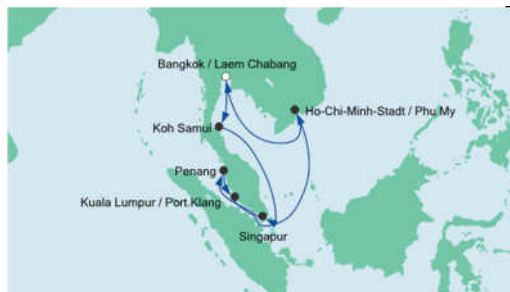 Bangkok / Laem Chabang
Ho-Chi-Minh-Stadt / Phu My
Koh Samui
Penang
Kuala Lumpur / Port Klang
Singapur